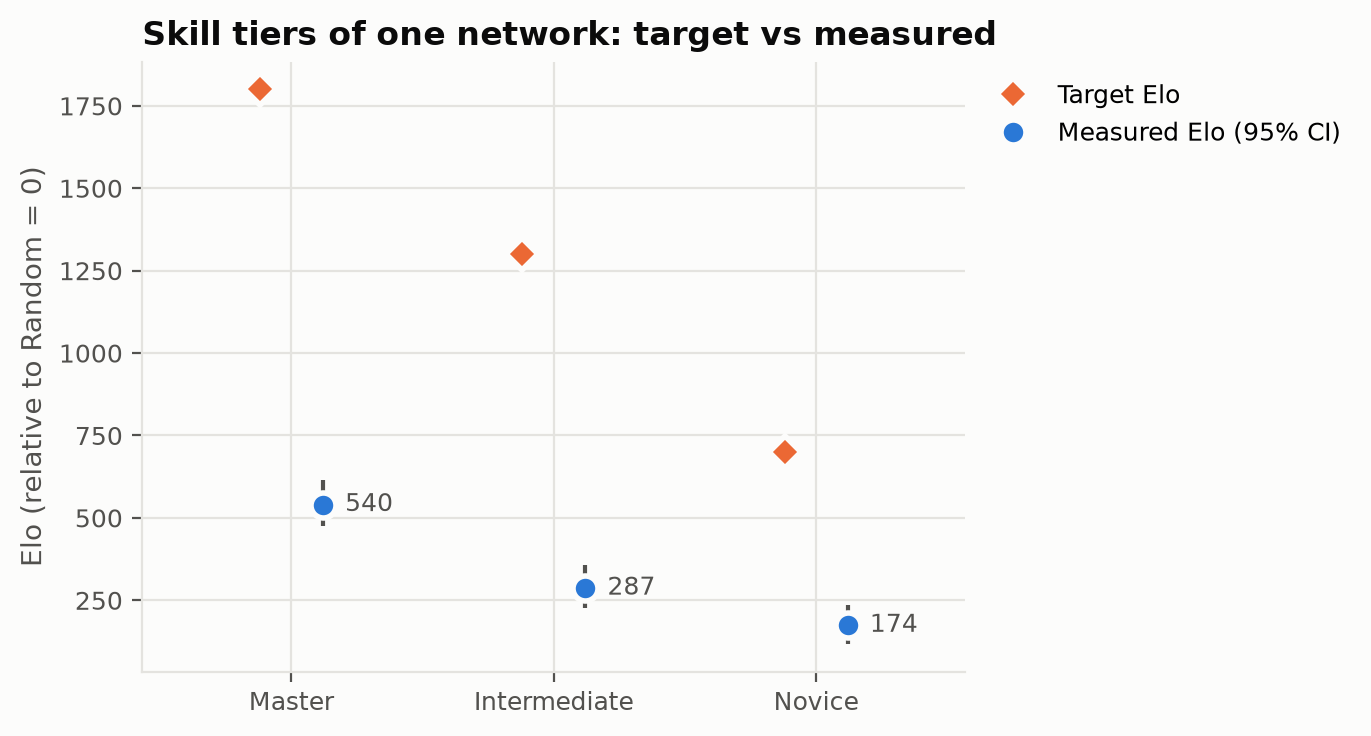 Skill tiers of one network: target vs measured
Target Elo
Measured Elo (95% CI)
Elo (relative to Random = 0)
1750
1500
1250
1000
750
500
250
540
287
174
Master
Intermediate
Novice